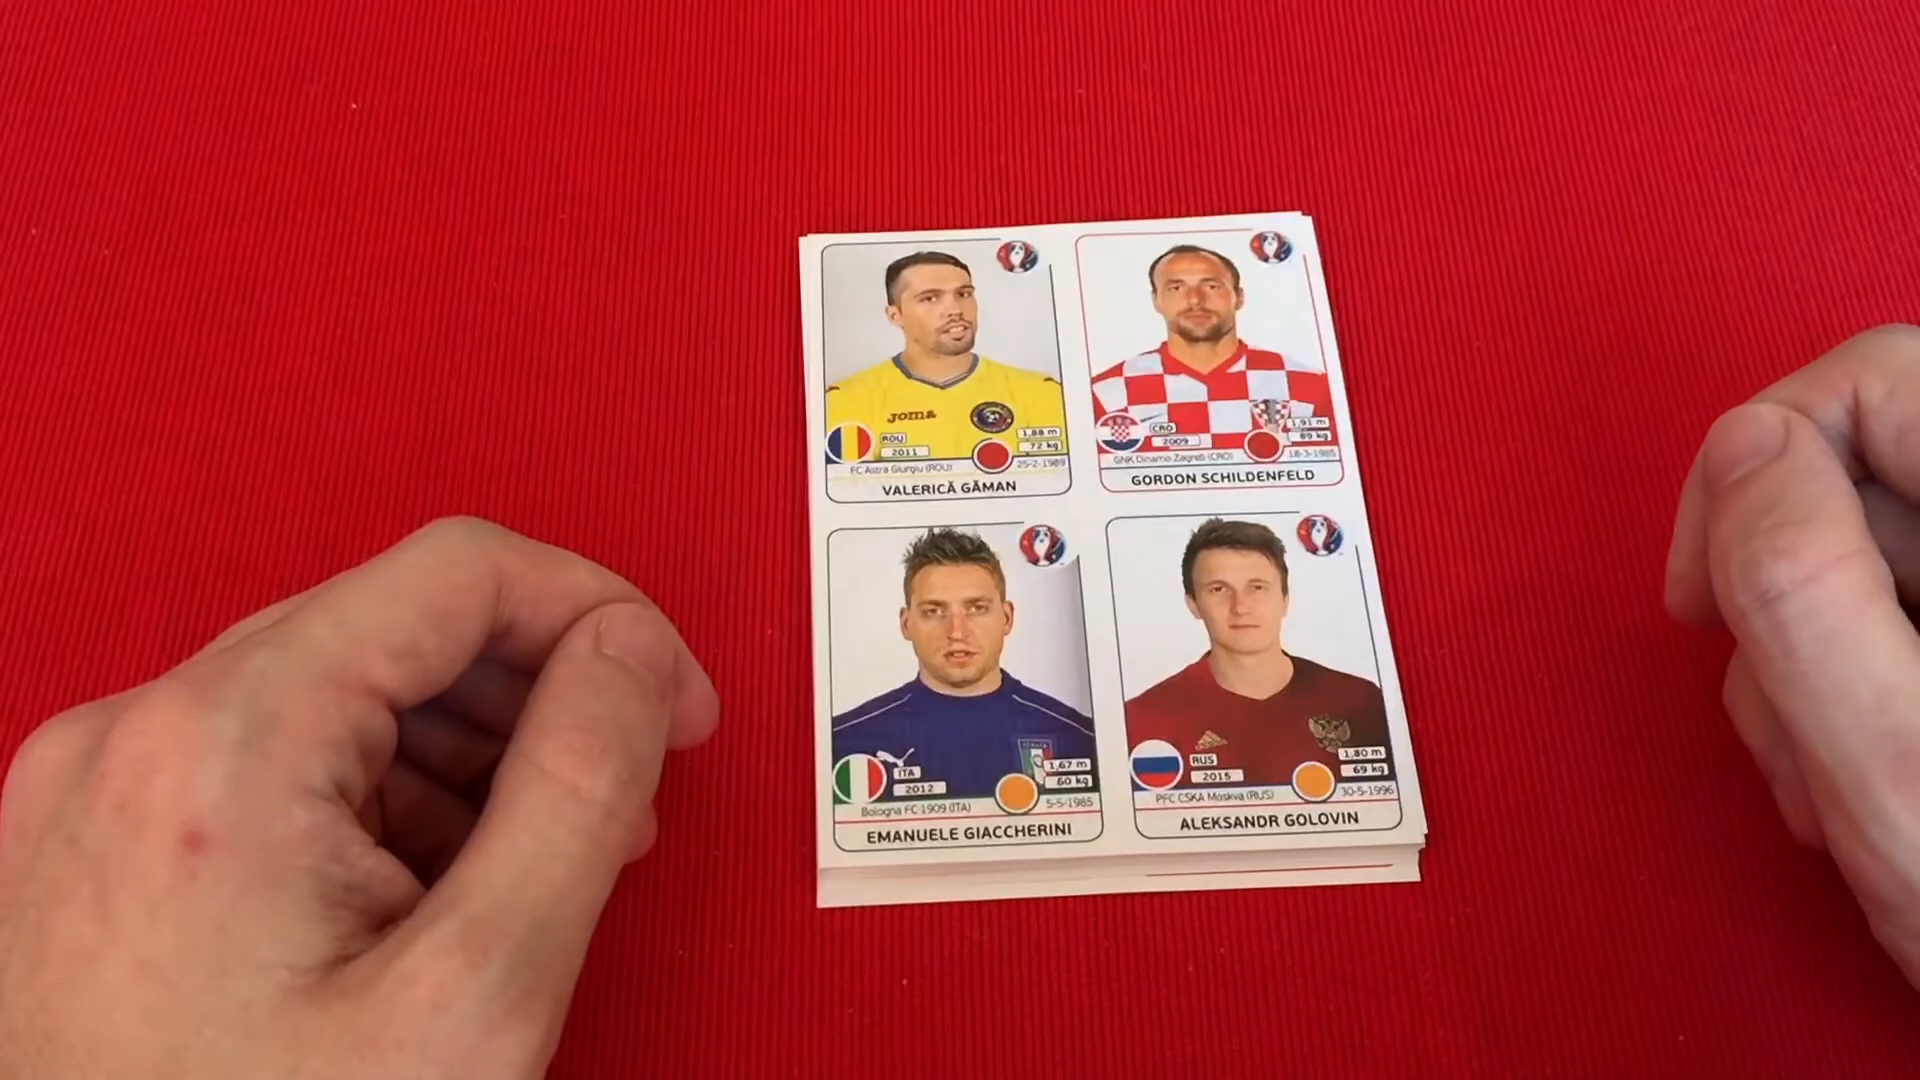 Joma
ROU
2011
1,88 m
72 kg
FC Astra Giurgiu (ROU)
25-2-1989
VALERICĂ GĂMAN
CRO
2009
1,91 m
89 kg
GNK Dinamo Zagreb (CRO)
18-3-1985
GORDON SCHILDENFELD
ITALIA
ITA
2012
1,67 m
60 kg
Bologna FC 1909 (ITA)
5-5-1985
EMANUELE GIACCHERINI
RUS
2015
1,80 m
69 kg
PFC CSKA Moskva (RUS)
30-5-1996
ALEKSANDR GOLOVIN